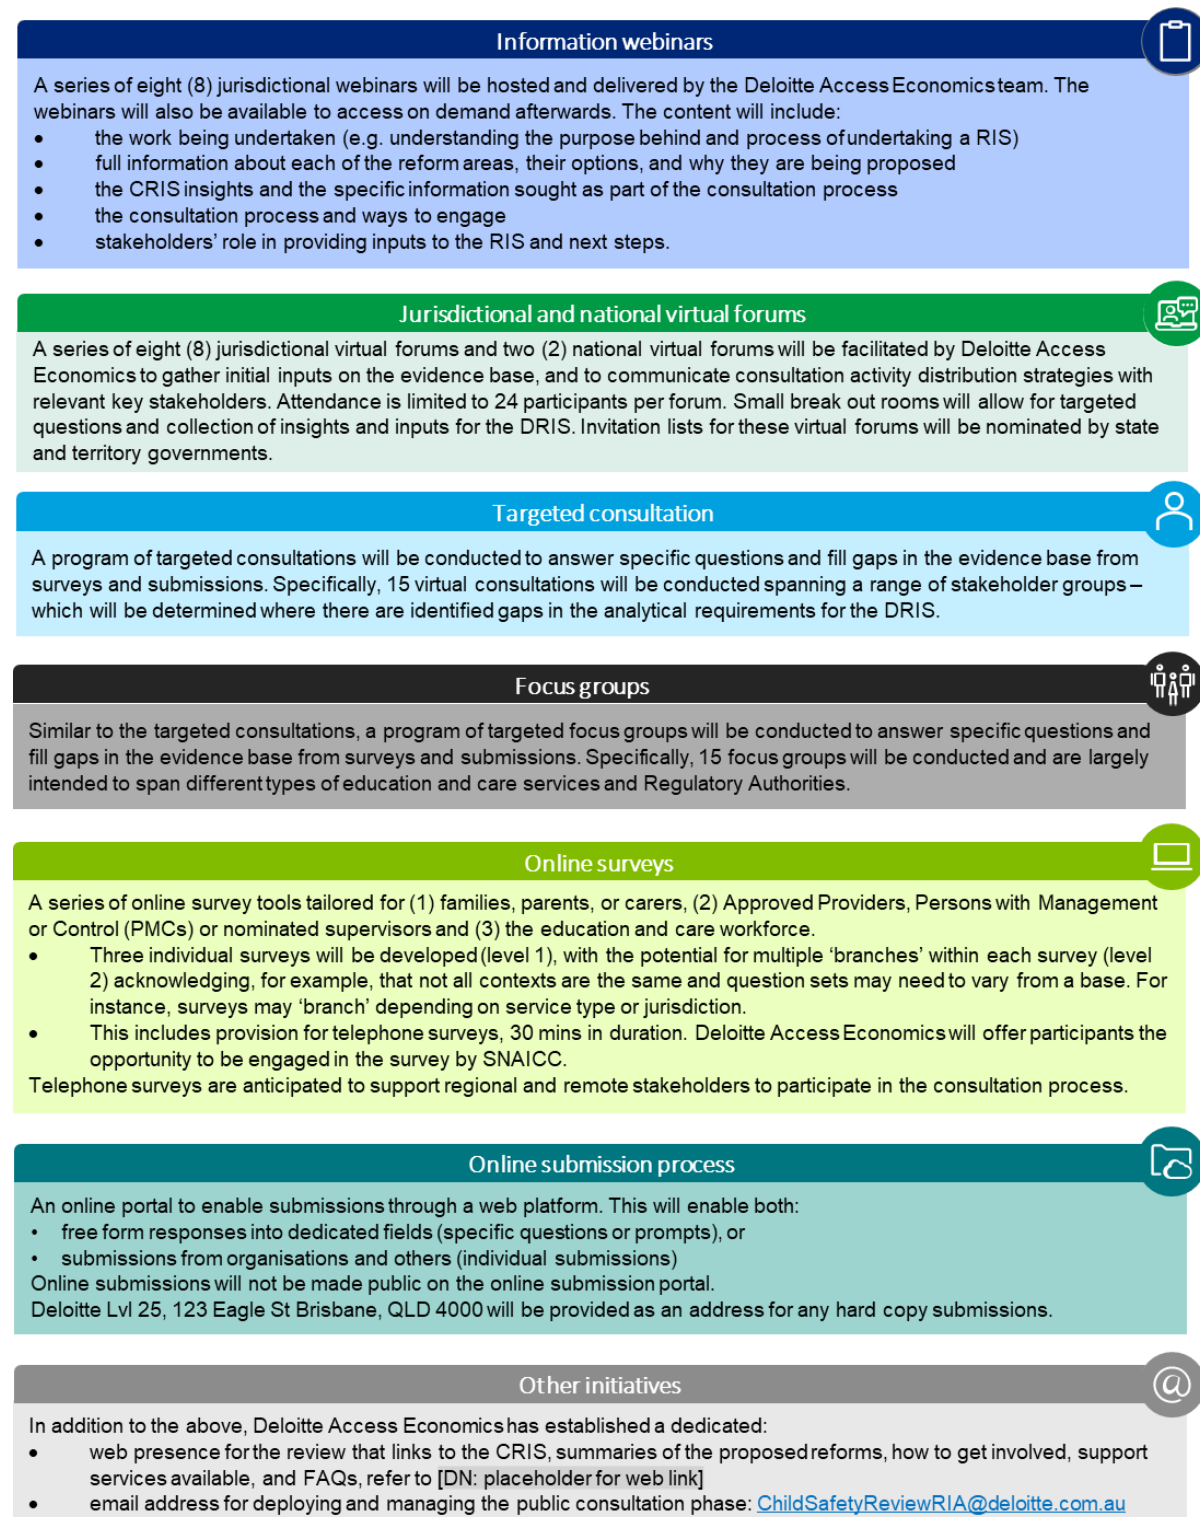 Information webinars
A series of eight (8) jurisdictional webinars will be hosted and delivered by the Deloitte Access Economics team. The
webinars will also be available to access on demand afterwards. The content will include:
• the work being undertaken (e.g. understanding the purpose behind and process of undertaking a RIS)
• full information about each of the reform areas, their options, and why they are being proposed
• the CRIS insights and the specific information sought as part of the consultation process
• the consultation process and ways to engage
• stakeholders’ role in providing inputs to the RIS and next steps.
Jurisdictional and national virtual forums
A series of eight (8) jurisdictional virtual forums and two (2) national virtual forums will be facilitated by Deloitte Access
Economics to gather initial inputs on the evidence base, and to communicate consultation activity distribution strategies with
relevant key stakeholders. Attendance is limited to 24 participants per forum. Small break out rooms will allow for targeted
questions and collection of insights and inputs for the DRIS. Invitation lists for these virtual forums will be nominated by state
and territory governments.
Targeted consultation
A program of targeted consultations will be conducted to answer specific questions and fill gaps in the evidence base from
surveys and submissions. Specifically, 15 virtual consultations will be conducted spanning a range of stakeholder groups –
which will be determined where there are identified gaps in the analytical requirements for the DRIS.
Focus groups
Similar to the targeted consultations, a program of targeted focus groups will be conducted to answer specific questions and
fill gaps in the evidence base from surveys and submissions. Specifically, 15 focus groups will be conducted and are largely
intended to span different types of education and care services and Regulatory Authorities.
Online surveys
A series of online survey tools tailored for (1) families, parents, or carers, (2) Approved Providers, Persons with Management
or Control (PMCs) or nominated supervisors and (3) the education and care workforce.
• Three individual surveys will be developed (level 1), with the potential for multiple ‘branches’ within each survey (level
2) acknowledging, for example, that not all contexts are the same and question sets may need to vary from a base. For
instance, surveys may ‘branch’ depending on service type or jurisdiction.
• This includes provision for telephone surveys, 30 mins in duration. Deloitte Access Economics will offer participants the
opportunity to be engaged in the survey by SNAICC.
Telephone surveys are anticipated to support regional and remote stakeholders to participate in the consultation process.
Online submission process
An online portal to enable submissions through a web platform. This will enable both:
• free form responses into dedicated fields (specific questions or prompts), or
• submissions from organisations and others (individual submissions)
Online submissions will not be made public on the online submission portal.
Deloitte Lvl 25, 123 Eagle St Brisbane, QLD 4000 will be provided as an address for any hard copy submissions.
Other initiatives
In addition to the above, Deloitte Access Economics has established a dedicated:
• web presence for the review that links to the CRIS, summaries of the proposed reforms, how to get involved, support
services available, and FAQs, refer to [DN: placeholder for web link]
• email address for deploying and managing the public consultation phase: ChildSafetyReviewRIA@deloitte.com.au